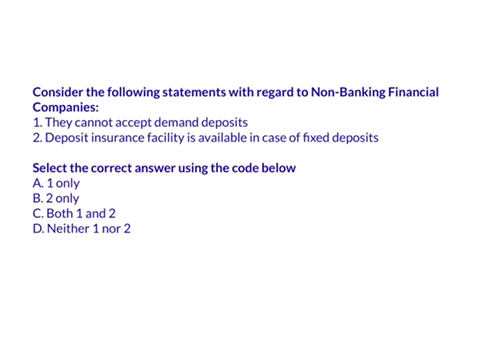 Consider the following statements with regard to Non-Banking Financial
Companies:
1. They cannot accept demand deposits
2. Deposit insurance facility is available in case of fixed deposits
Select the correct answer using the code below
A. 1 only
B. 2 only
C. Both 1 and 2
D. Neither 1 nor 2